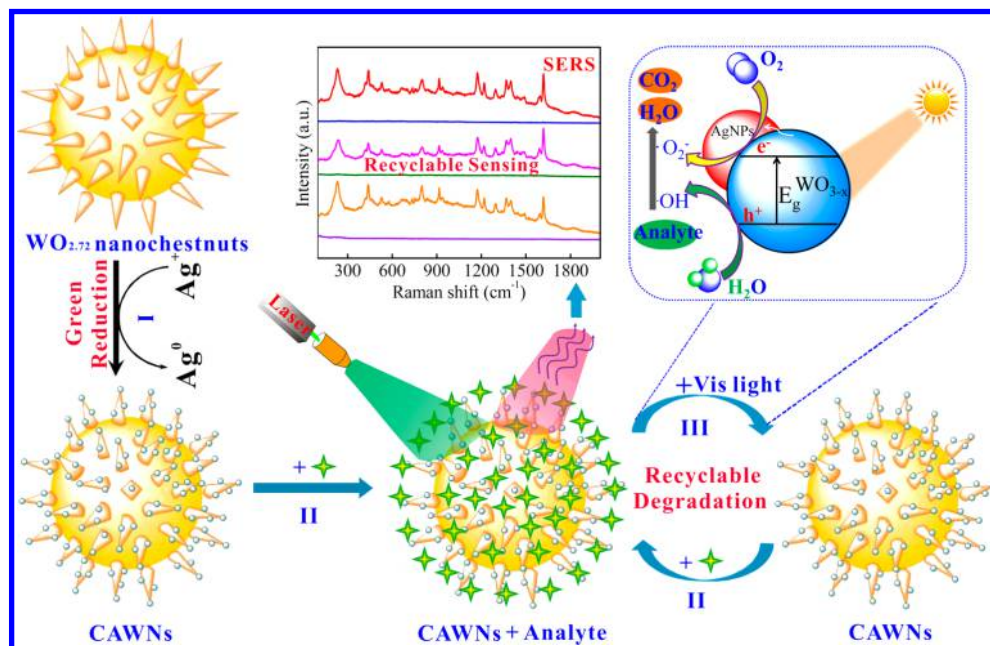 SERS
Recyclable Sensing
Intensity (a.u.)
300 600 900 1200 1500 1800
Raman shift (cm⁻¹)
O₂
CO₂
H₂O
AgNPs
e⁻
·O₂⁻
·OH
Eg
WO₃₋ₓ
h⁺
Analyte
H₂O
WO₂.₇₂ nanochestnuts
Green
Reduction
I
Ag⁺
Ag⁰
Laser
+Vis light
III
Recyclable
Degradation
+
II
+
II
CAWNs
CAWNs + Analyte
CAWNs